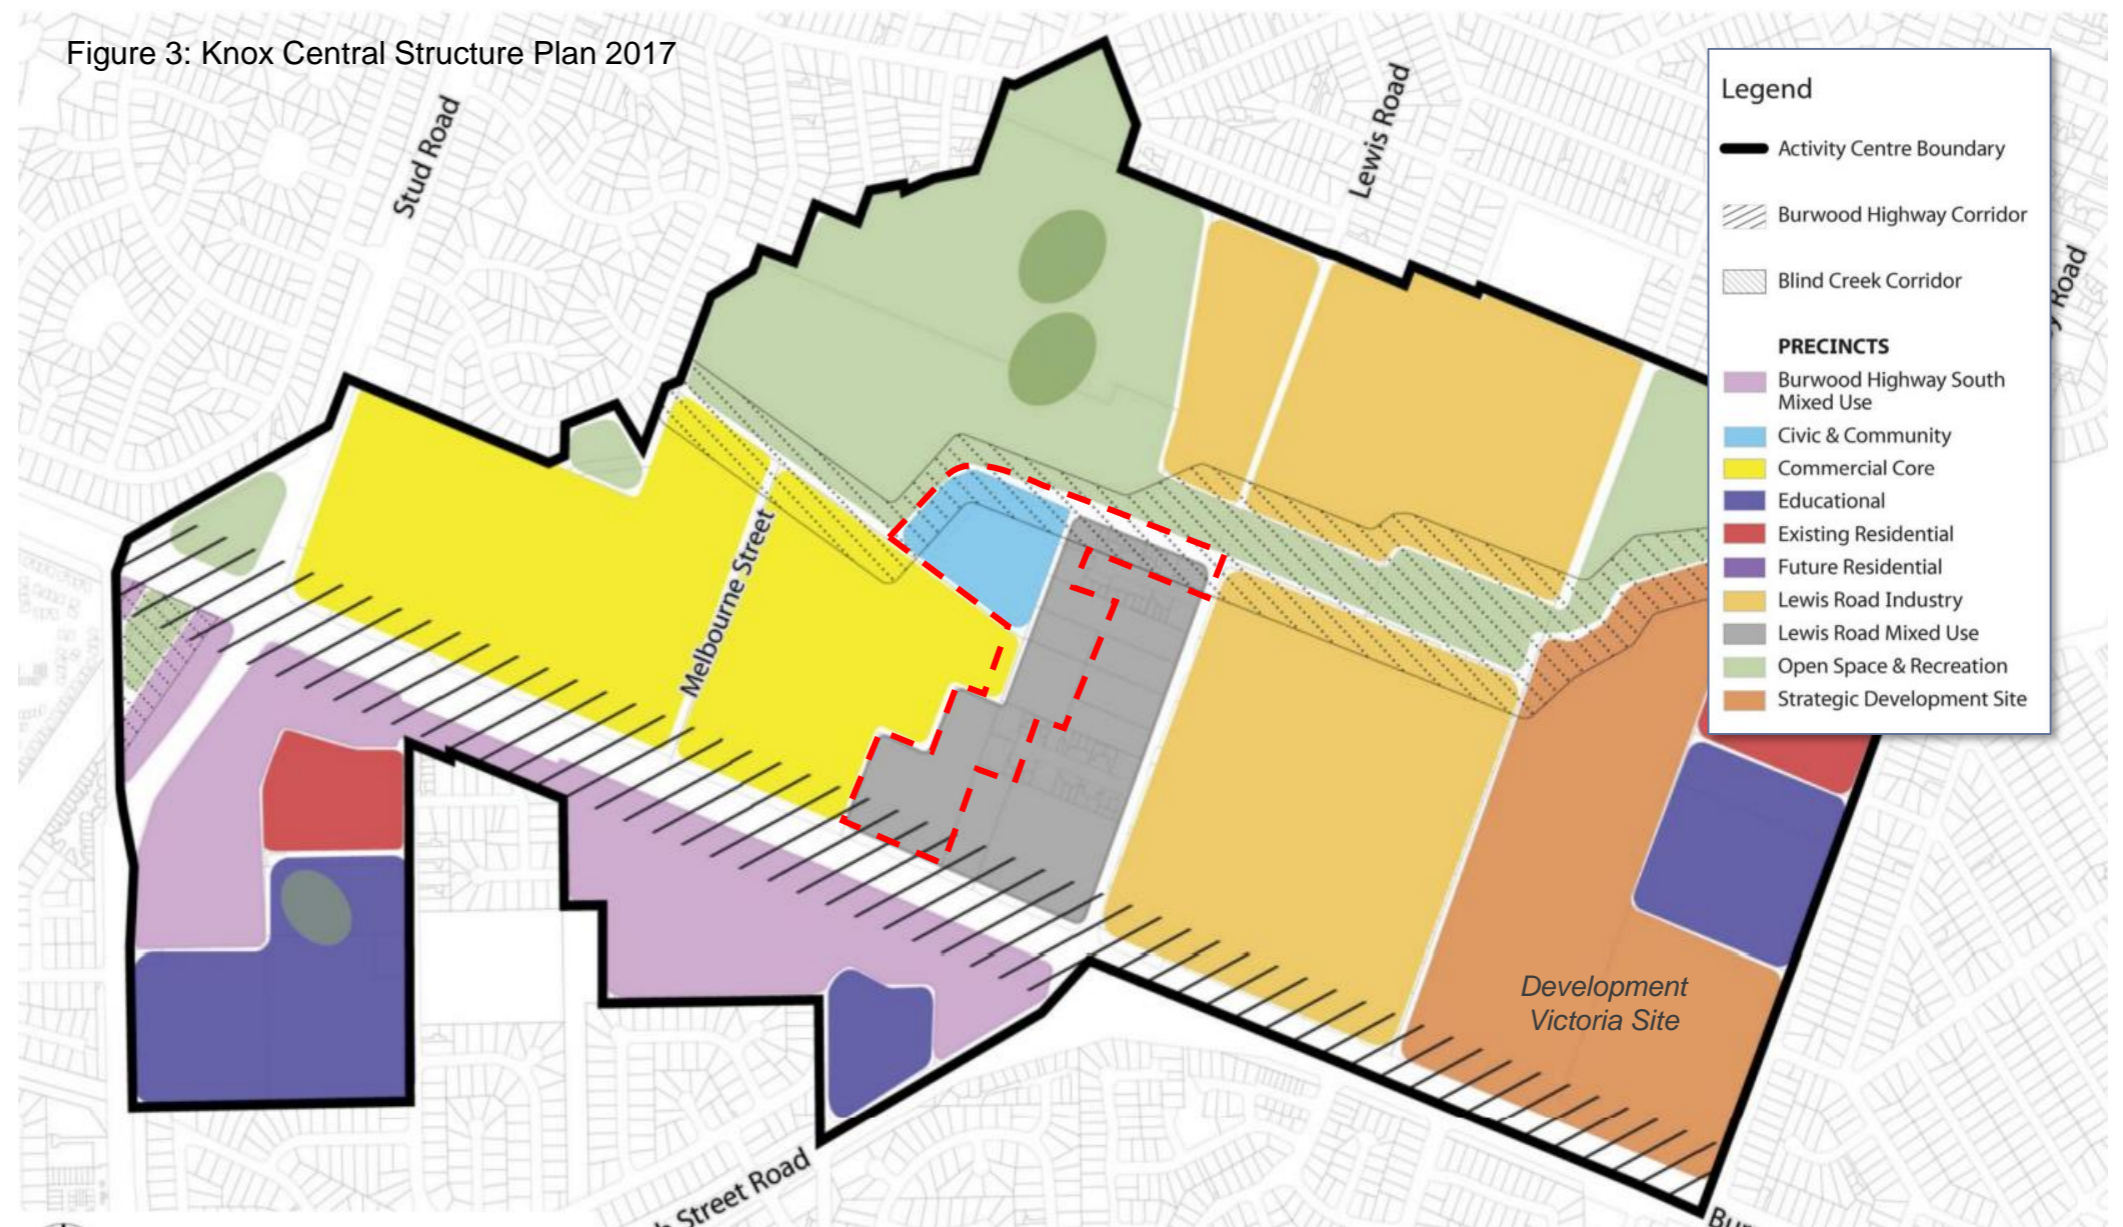 Figure 3: Knox Central Structure Plan 2017
Stud Road
Lewis Road
Melbourne Street
Street Road
Road
Development
Victoria Site
Legend
Activity Centre Boundary
Burwood Highway Corridor
Blind Creek Corridor
PRECINCTS
Burwood Highway South
Mixed Use
Civic & Community
Commercial Core
Educational
Existing Residential
Future Residential
Lewis Road Industry
Lewis Road Mixed Use
Open Space & Recreation
Strategic Development Site